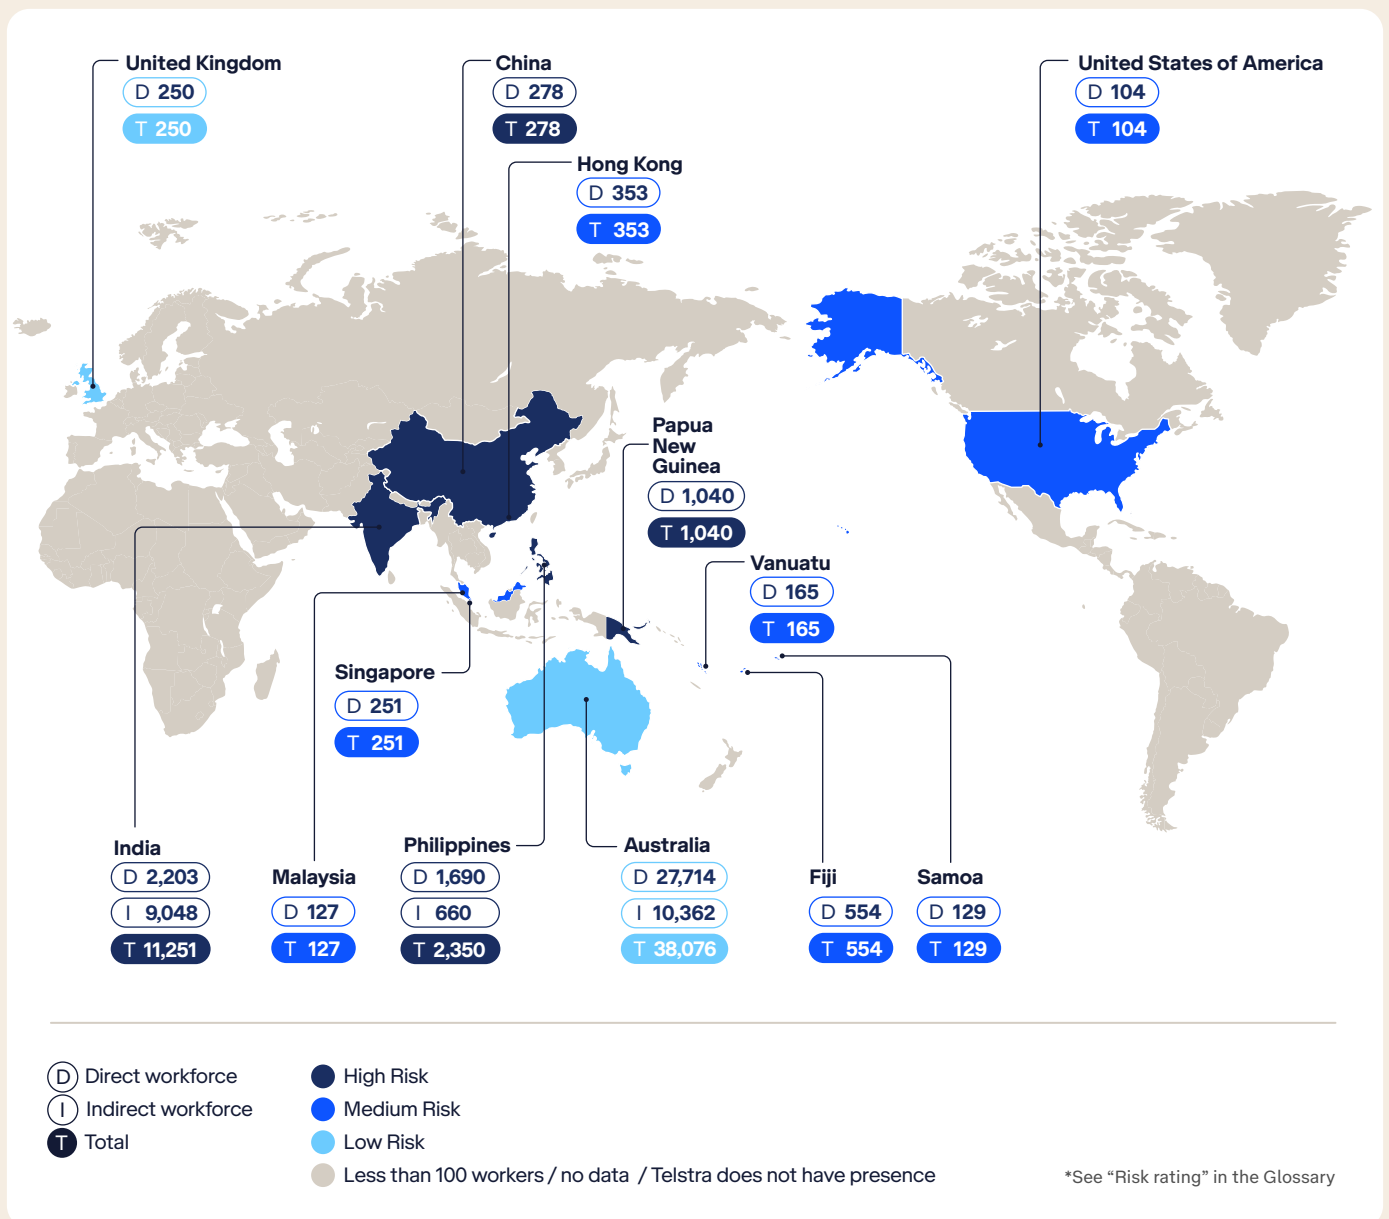 United Kingdom
D 250
T 250
China
D 278
T 278
Hong Kong
D 353
T 353
United States of America
D 104
T 104
Papua
New
Guinea
D 1,040
T 1,040
Vanuatu
D 165
T 165
Singapore
D 251
T 251
India
D 2,203
I 9,048
T 11,251
Malaysia
D 127
T 127
Philippines
D 1,690
I 660
T 2,350
Australia
D 27,714
I 10,362
T 38,076
Fiji
D 554
T 554
Samoa
D 129
T 129
D Direct workforce
I Indirect workforce
T Total
High Risk
Medium Risk
Low Risk
Less than 100 workers / no data / Telstra does not have presence
*See “Risk rating” in the Glossary